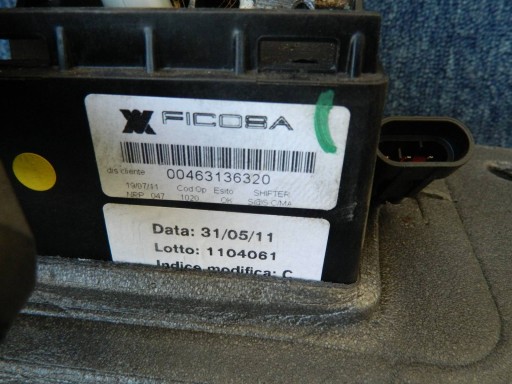 FICOSA
dis.cliente 00463136320
19/07/11 Cod.Op Esito SHIFTER
NRP 047 1020 OK
Data: 31/05/11
Lotto: 1104061
Indice modifica: C